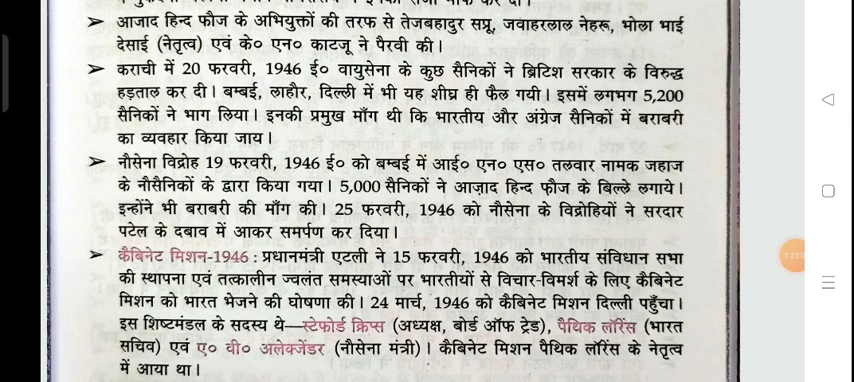 ➤ आजाद हिन्द फौज के अभियुक्तों की तरफ से तेजबहादुर सप्रू, जवाहरलाल नेहरू, भोला भाई
देसाई (नेतृत्व) एवं के० एन० काटजू ने पैरवी की।
➤ कराची में 20 फरवरी, 1946 ई० वायुसेना के कुछ सैनिकों ने ब्रिटिश सरकार के विरुद्ध
हड़ताल कर दी। बम्बई, लाहौर, दिल्ली में भी यह शीघ्र ही फैल गयी। इसमें लगभग 5,200
सैनिकों ने भाग लिया। इनकी प्रमुख माँग थी कि भारतीय और अंग्रेज सैनिकों में बराबरी
का व्यवहार किया जाय।
➤ नौसेना विद्रोह 19 फरवरी, 1946 ई० को बम्बई में आई० एन० एस० तलवार नामक जहाज
के नौसैनिकों के द्वारा किया गया। 5,000 सैनिकों ने आज़ाद हिन्द फ़ौज के बिल्ले लगाये।
इन्होंने भी बराबरी की माँग की। 25 फरवरी, 1946 को नौसेना के विद्रोहियों ने सरदार
पटेल के दबाव में आकर समर्पण कर दिया।
➤ कैबिनेट मिशन-1946 : प्रधानमंत्री एटली ने 15 फरवरी, 1946 को भारतीय संविधान सभा
की स्थापना एवं तत्कालीन ज्वलंत समस्याओं पर भारतीयों से विचार-विमर्श के लिए कैबिनेट
मिशन को भारत भेजने की घोषणा की। 24 मार्च, 1946 को कैबिनेट मिशन दिल्ली पहुँचा।
इस शिष्टमंडल के सदस्य थे—स्टेफोर्ड क्रिप्स (अध्यक्ष, बोर्ड ऑफ ट्रेड), पैथिक लॉरेंस (भारत
सचिव) एवं ए० वी० अलेक्जेंडर (नौसेना मंत्री)। कैबिनेट मिशन पैथिक लॉरेंस के नेतृत्व
में आया था।